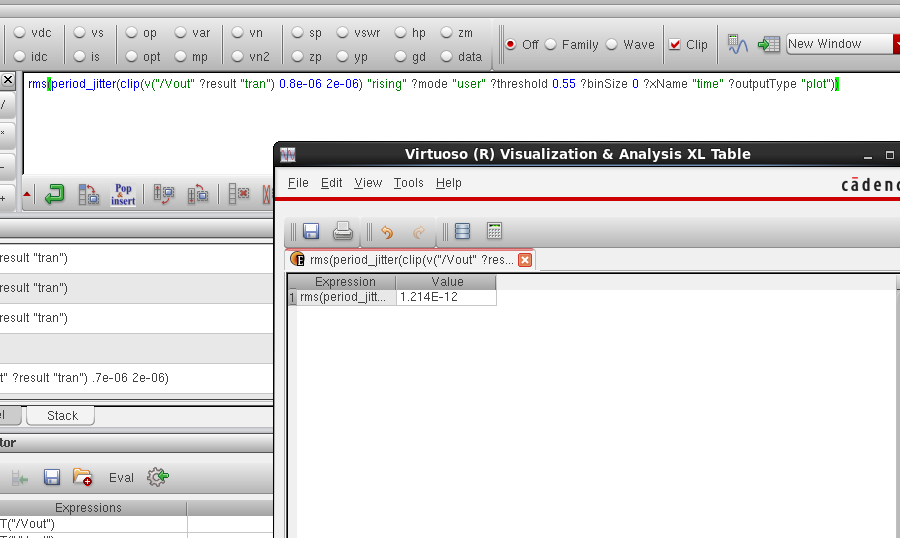 vdc vs op var vn sp vswr hp zm
idc is opt mp vn2 zp yp gd data
Off Family Wave Clip New Window
rms(period_jitter(clip(v("/Vout" ?result "tran") 0.8e-06 2e-06) "rising" ?mode "user" ?threshold 0.55 ?binSize 0 ?xName "time" ?outputType "plot"))
Pop
&
insert
Virtuoso (R) Visualization & Analysis XL Table
File Edit View Tools Help
cādenc
rms(period_jitter(clip(v("/Vout" ?res...
Expression Value
1 rms(period_jitt... 1.214E-12
esult "tran")
esult "tran")
esult "tran")
t" ?result "tran") .7e-06 2e-06)
el Stack
tor
Eval
Expressions
T("/Vout")